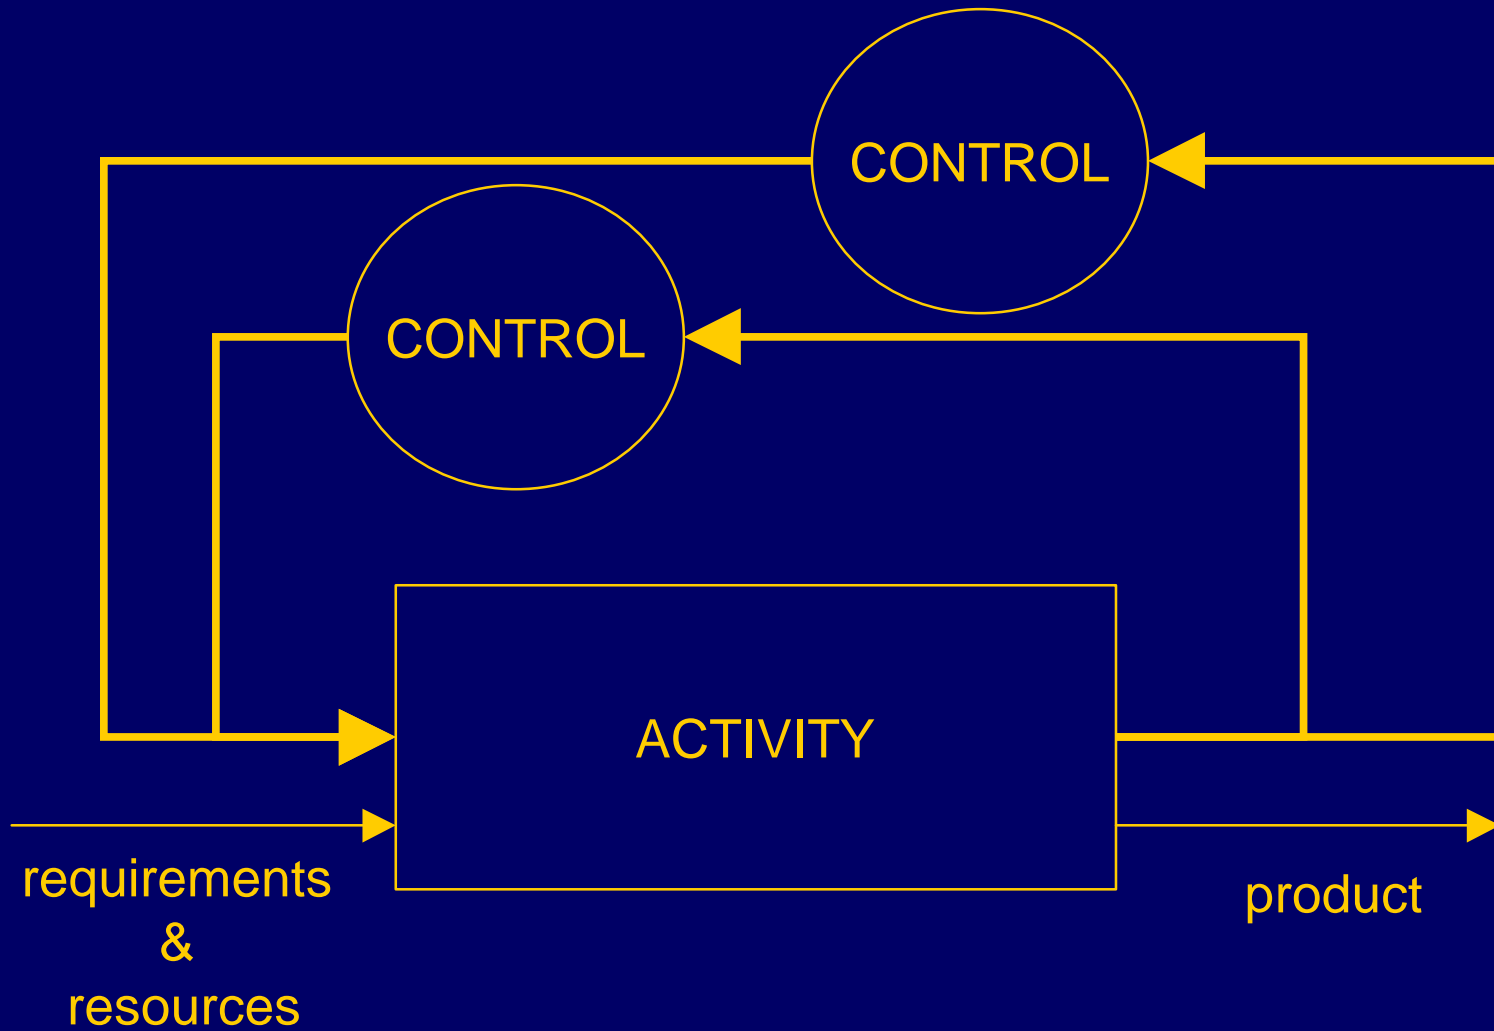 CONTROL
CONTROL
ACTIVITY
requirements
&
resources
product